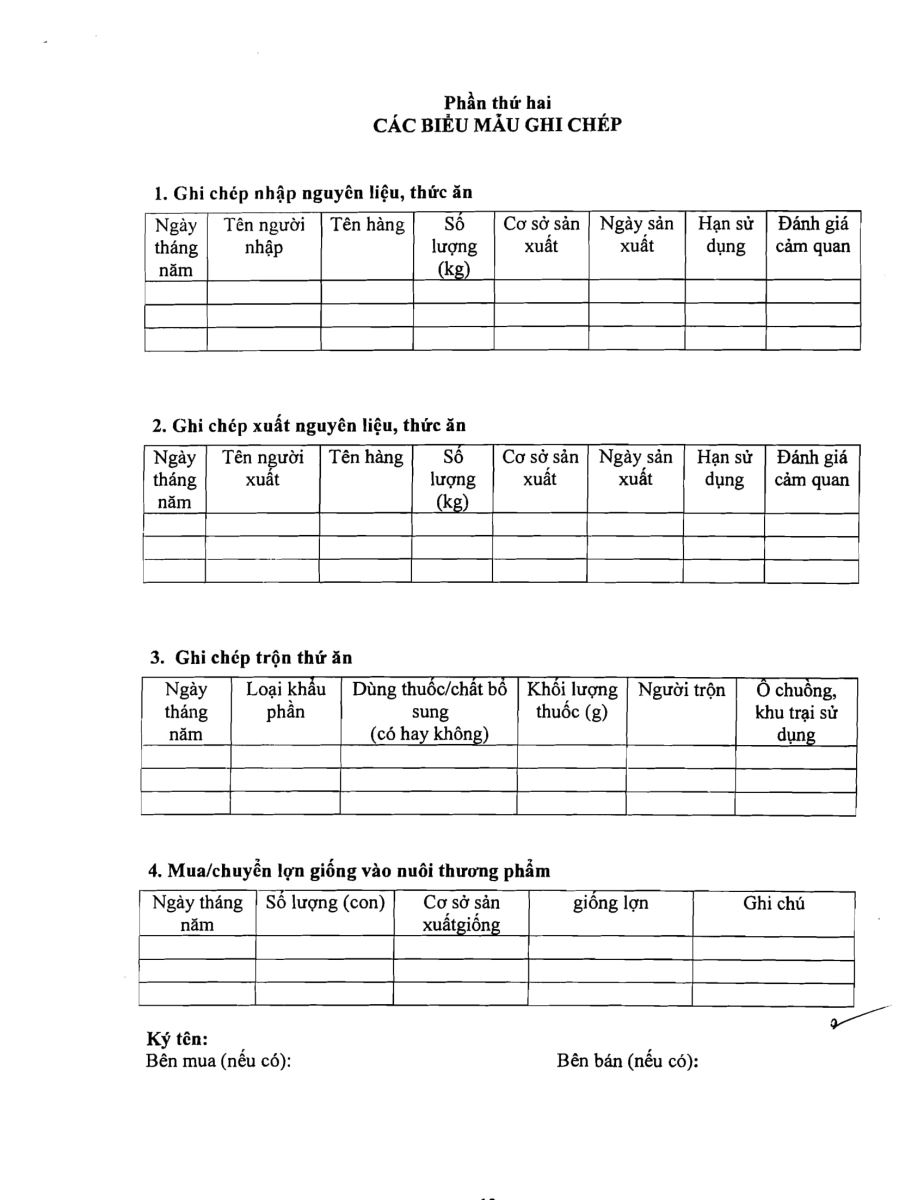 Phần thứ hai
CÁC BIỂU MẪU GHI CHÉP
1. Ghi chép nhập nguyên liệu, thức ăn
Ngày tháng năm
Tên người nhập
Tên hàng
Số lượng (kg)
Cơ sở sản xuất
Ngày sản xuất
Hạn sử dụng
Đánh giá cảm quan
2. Ghi chép xuất nguyên liệu, thức ăn
Ngày tháng năm
Tên người xuất
Tên hàng
Số lượng (kg)
Cơ sở sản xuất
Ngày sản xuất
Hạn sử dụng
Đánh giá cảm quan
3. Ghi chép trộn thứ ăn
Ngày tháng năm
Loại khẩu phần
Dùng thuốc/chất bổ sung (có hay không)
Khối lượng thuốc (g)
Người trộn
Ô chuồng, khu trại sử dụng
4. Mua/chuyển lợn giống vào nuôi thương phẩm
Ngày tháng năm
Số lượng (con)
Cơ sở sản xuấtgiống
giống lợn
Ghi chú
Ký tên:
Bên mua (nếu có):
Bên bán (nếu có):